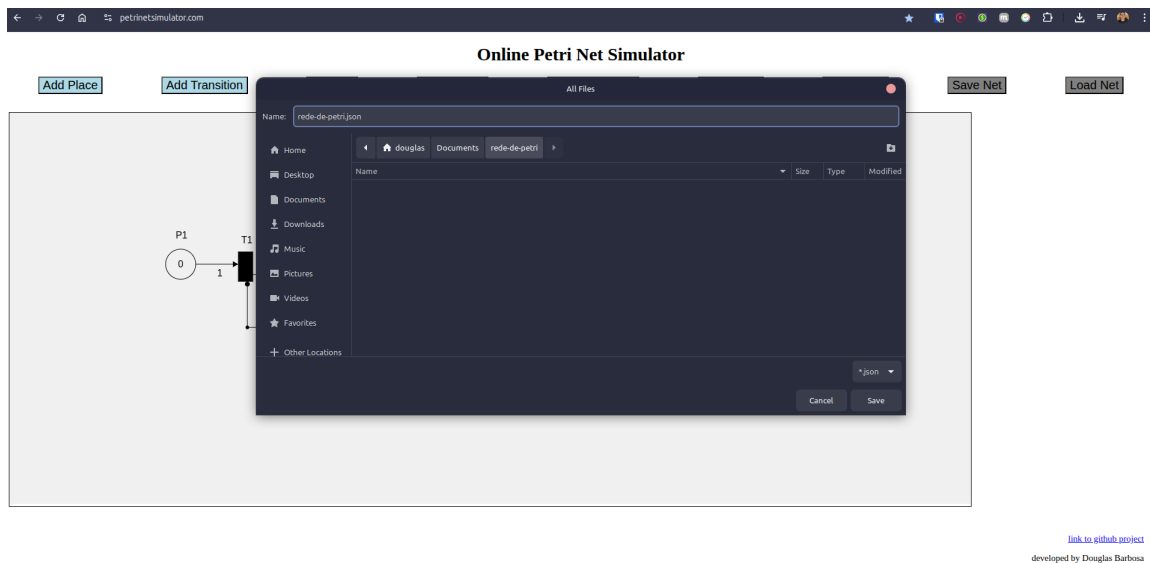 petrinetsimulator.com
Online Petri Net Simulator
Add Place Add Transition Save Net Load Net
All Files
Name: rede-de-petri.json
douglas Documents rede-de-petri
Name Size Type Modified
Home
Desktop
Documents
Downloads
Music
Pictures
Videos
Favorites
Other Locations
P1
T1
0
1
*.json
Cancel Save
link to github project
developed by Douglas Barbosa